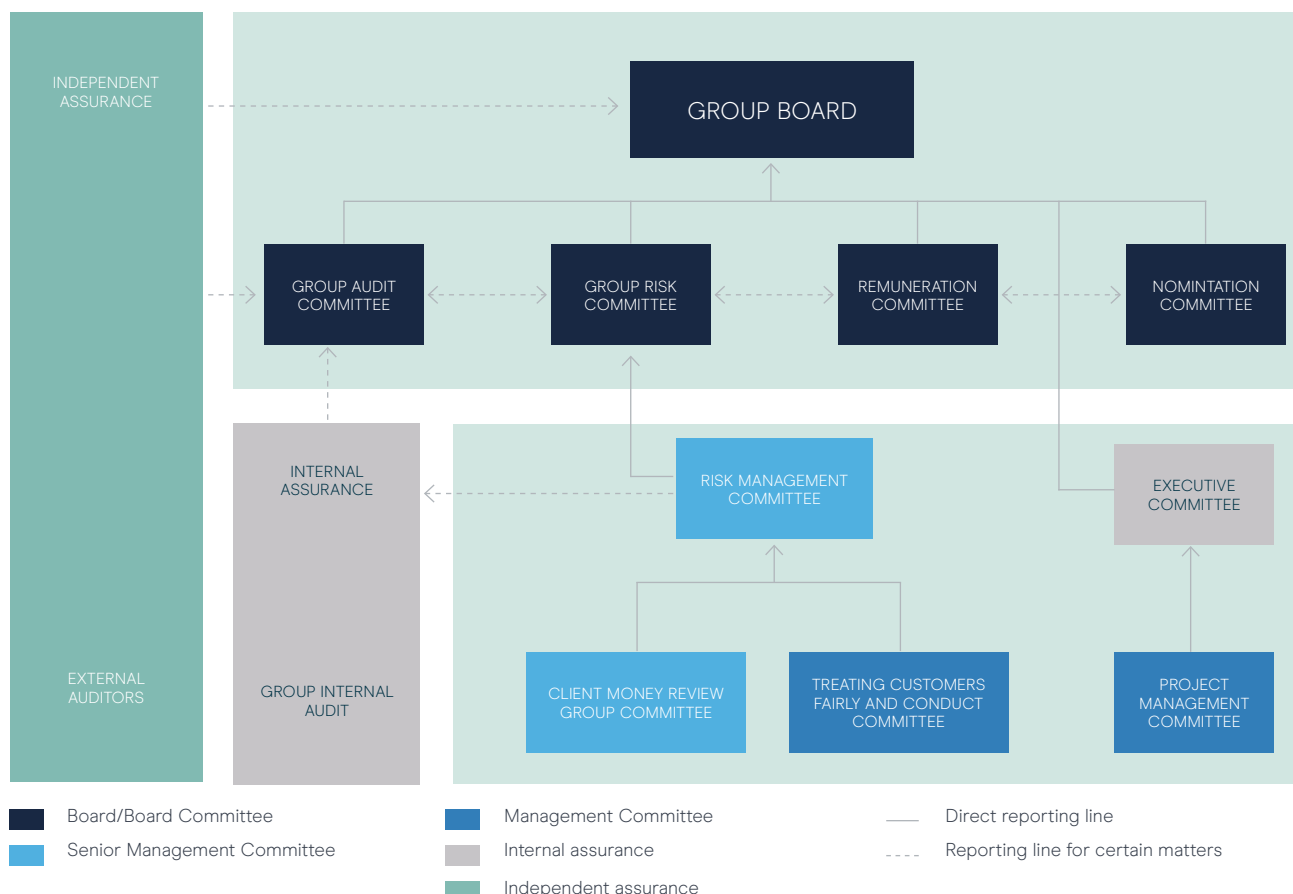 INDEPENDENT
ASSURANCE
GROUP BOARD
GROUP AUDIT
COMMITTEE
GROUP RISK
COMMITTEE
REMUNERATION
COMMITTEE
NOMINTATION
COMMITTEE
INTERNAL
ASSURANCE
RISK MANAGEMENT
COMMITTEE
EXECUTIVE
COMMITTEE
EXTERNAL
AUDITORS
GROUP INTERNAL
AUDIT
CLIENT MONEY REVIEW
GROUP COMMITTEE
TREATING CUSTOMERS
FAIRLY AND CONDUCT
COMMITTEE
PROJECT
MANAGEMENT
COMMITTEE
Board/Board Committee
Senior Management Committee
Management Committee
Internal assurance
Independent assurance
Direct reporting line
Reporting line for certain matters